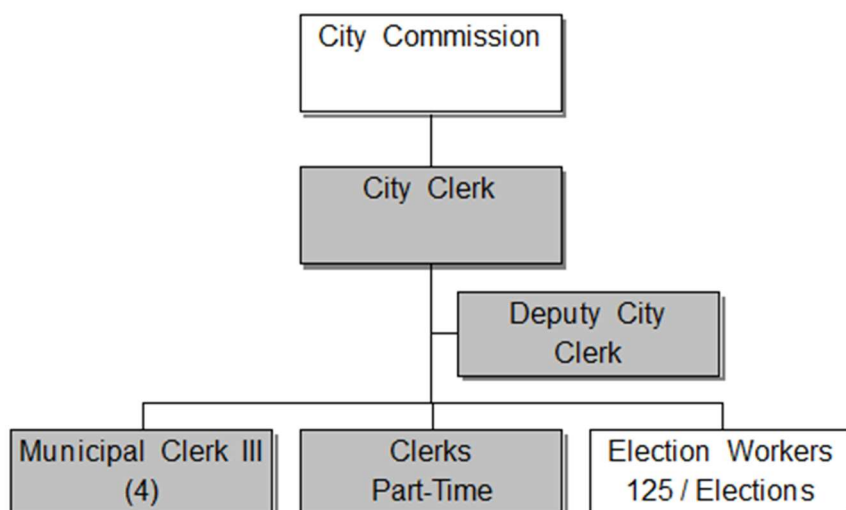 City Commission
City Clerk
Deputy City
Clerk
Municipal Clerk III
(4)
Clerks
Part-Time
Election Workers
125 / Elections